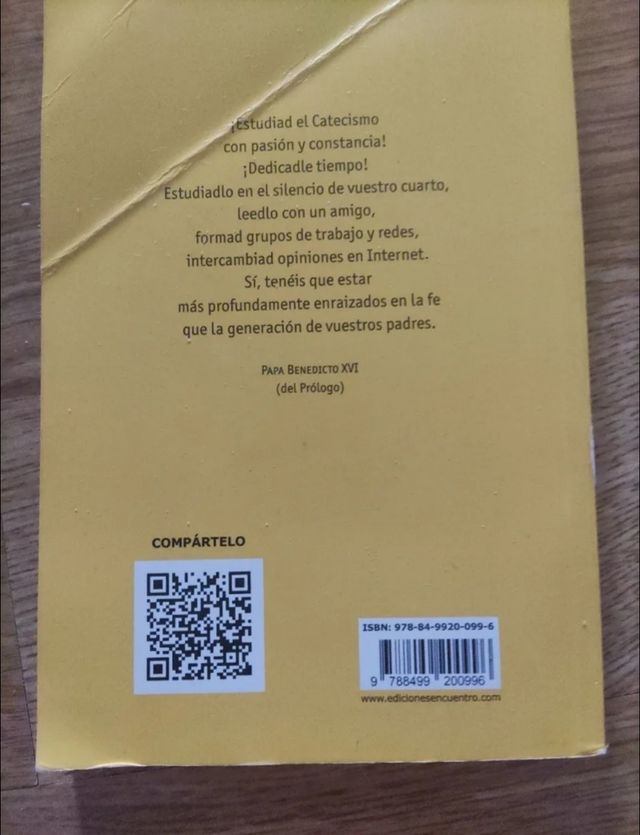 ¡Estudiad el Catecismo
con pasión y constancia!
¡Dedicadle tiempo!
Estudiadlo en el silencio de vuestro cuarto,
leedlo con un amigo,
formad grupos de trabajo y redes,
intercambiad opiniones en Internet.
Sí, tenéis que estar
más profundamente enraizados en la fe
que la generación de vuestros padres.
PAPA BENEDICTO XVI
(del Prólogo)
COMPÁRTELO
ISBN: 978-84-9920-099-6
9 788499 200996
www.edicionesencuentro.com